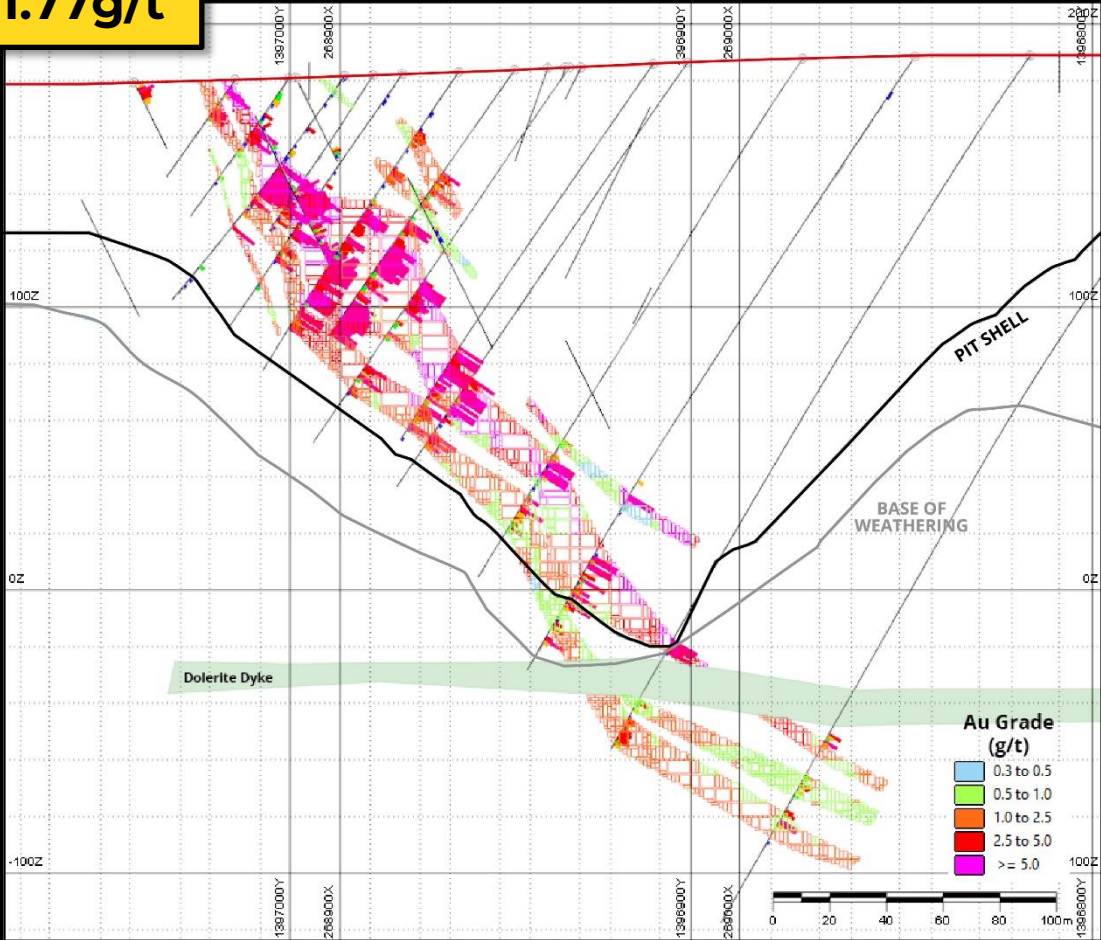 1.77g/t
1397000Y
268900X
1396900Y
269000X
200Z
1396800Y
100Z
100Z
PIT SHELL
BASE OF
WEATHERING
0Z
0Z
Dolerite Dyke
Au Grade
(g/t)
0.3 to 0.5
0.5 to 1.0
1.0 to 2.5
2.5 to 5.0
>= 5.0
-100Z
100Z
1397000Y
268900X
1396900Y
269000X
1396800Y
0 20 40 60 80 100m